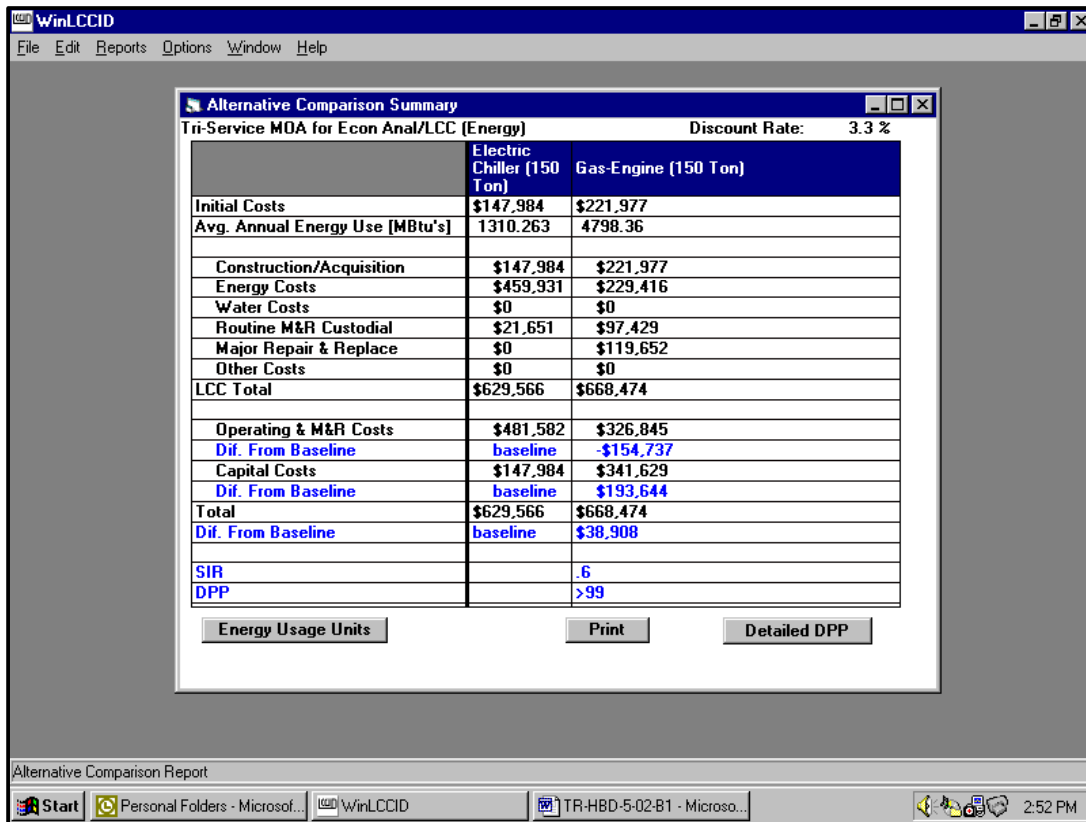 WinLCCID
File Edit Reports Options Window Help
Alternative Comparison Summary
Tri-Service MOA for Econ Anal/LCC (Energy) Discount Rate: 3.3 %
Electric Chiller (150 Ton) Gas-Engine (150 Ton)
Initial Costs $147,984 $221,977
Avg. Annual Energy Use [MBtu's] 1310.263 4798.36
Construction/Acquisition $147,984 $221,977
Energy Costs $459,931 $229,416
Water Costs $0 $0
Routine M&R Custodial $21,651 $97,429
Major Repair & Replace $0 $119,652
Other Costs $0 $0
LCC Total $629,566 $668,474
Operating & M&R Costs $481,582 $326,845
Dif. From Baseline baseline -$154,737
Capital Costs $147,984 $341,629
Dif. From Baseline baseline $193,644
Total $629,566 $668,474
Dif. From Baseline baseline $38,908
SIR .6
DPP >99
Energy Usage Units Print Detailed DPP
Alternative Comparison Report
Start Personal Folders - Microsof... WinLCCID TR-HBD-5-02-B1 - Microso... 2:52 PM